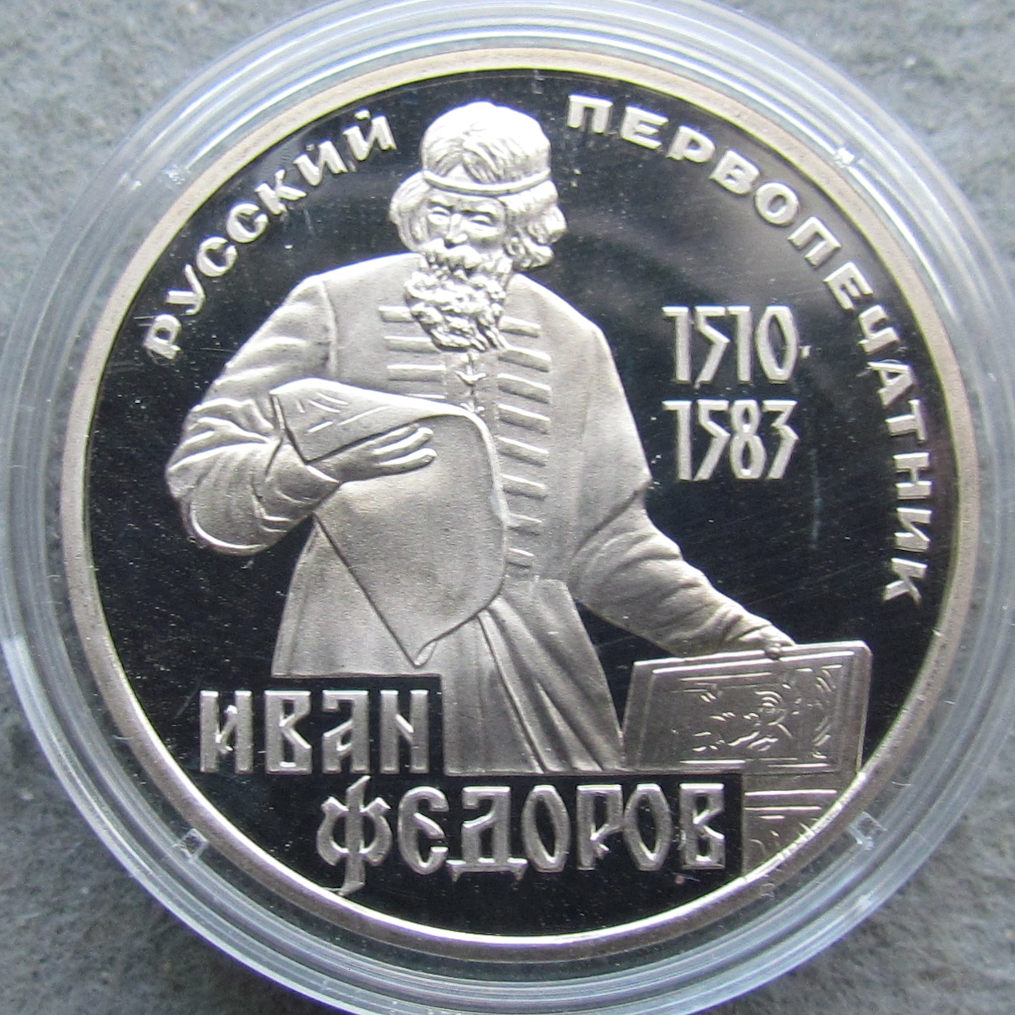 РУССКИЙ ПЕРВОПЕЧАТНИК
1510-
1583
ИВАН
ФЕДОРОВ